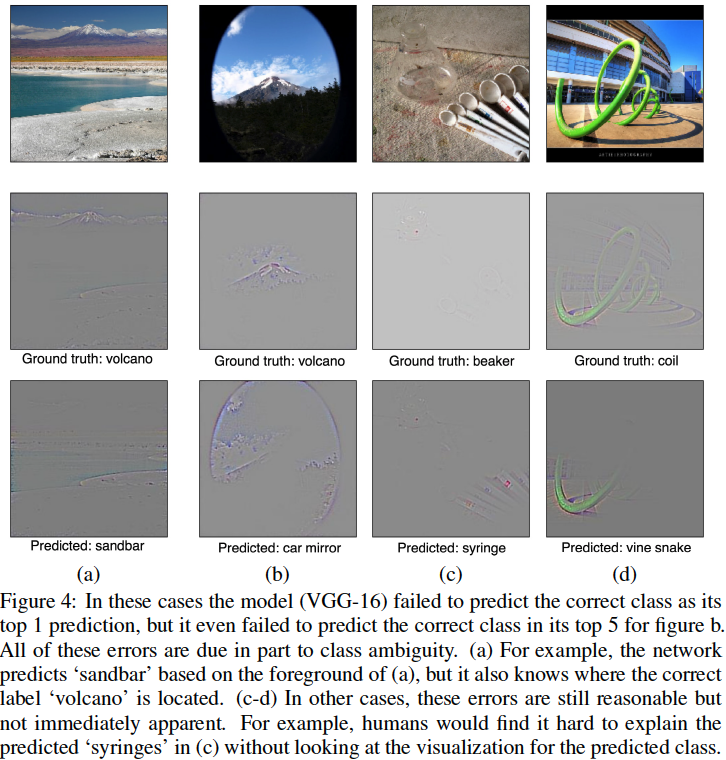 Ground truth: volcano
Ground truth: volcano
Ground truth: beaker
Ground truth: coil
Predicted: sandbar
Predicted: car mirror
Predicted: syringe
Predicted: vine snake
(a)
(b)
(c)
(d)
Figure 4: In these cases the model (VGG-16) failed to predict the correct class as its
top 1 prediction, but it even failed to predict the correct class in its top 5 for figure b.
All of these errors are due in part to class ambiguity. (a) For example, the network
predicts ‘sandbar’ based on the foreground of (a), but it also knows where the correct
label ‘volcano’ is located. (c-d) In other cases, these errors are still reasonable but
not immediately apparent. For example, humans would find it hard to explain the
predicted ‘syringes’ in (c) without looking at the visualization for the predicted class.